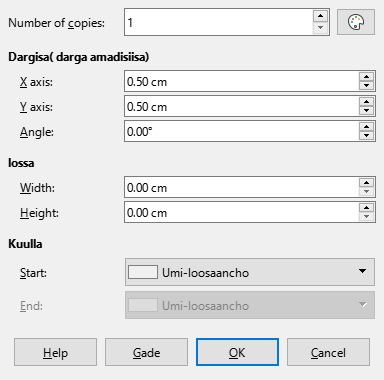 Number of copies: 1
Dargisa( darga amadisiisa)
X axis: 0.50 cm
Y axis: 0.50 cm
Angle: 0.00°
lossa
Width: 0.00 cm
Height: 0.00 cm
Kuulla
Start: Umi-loosaancho
End: Umi-loosaancho
Help Gade OK Cancel